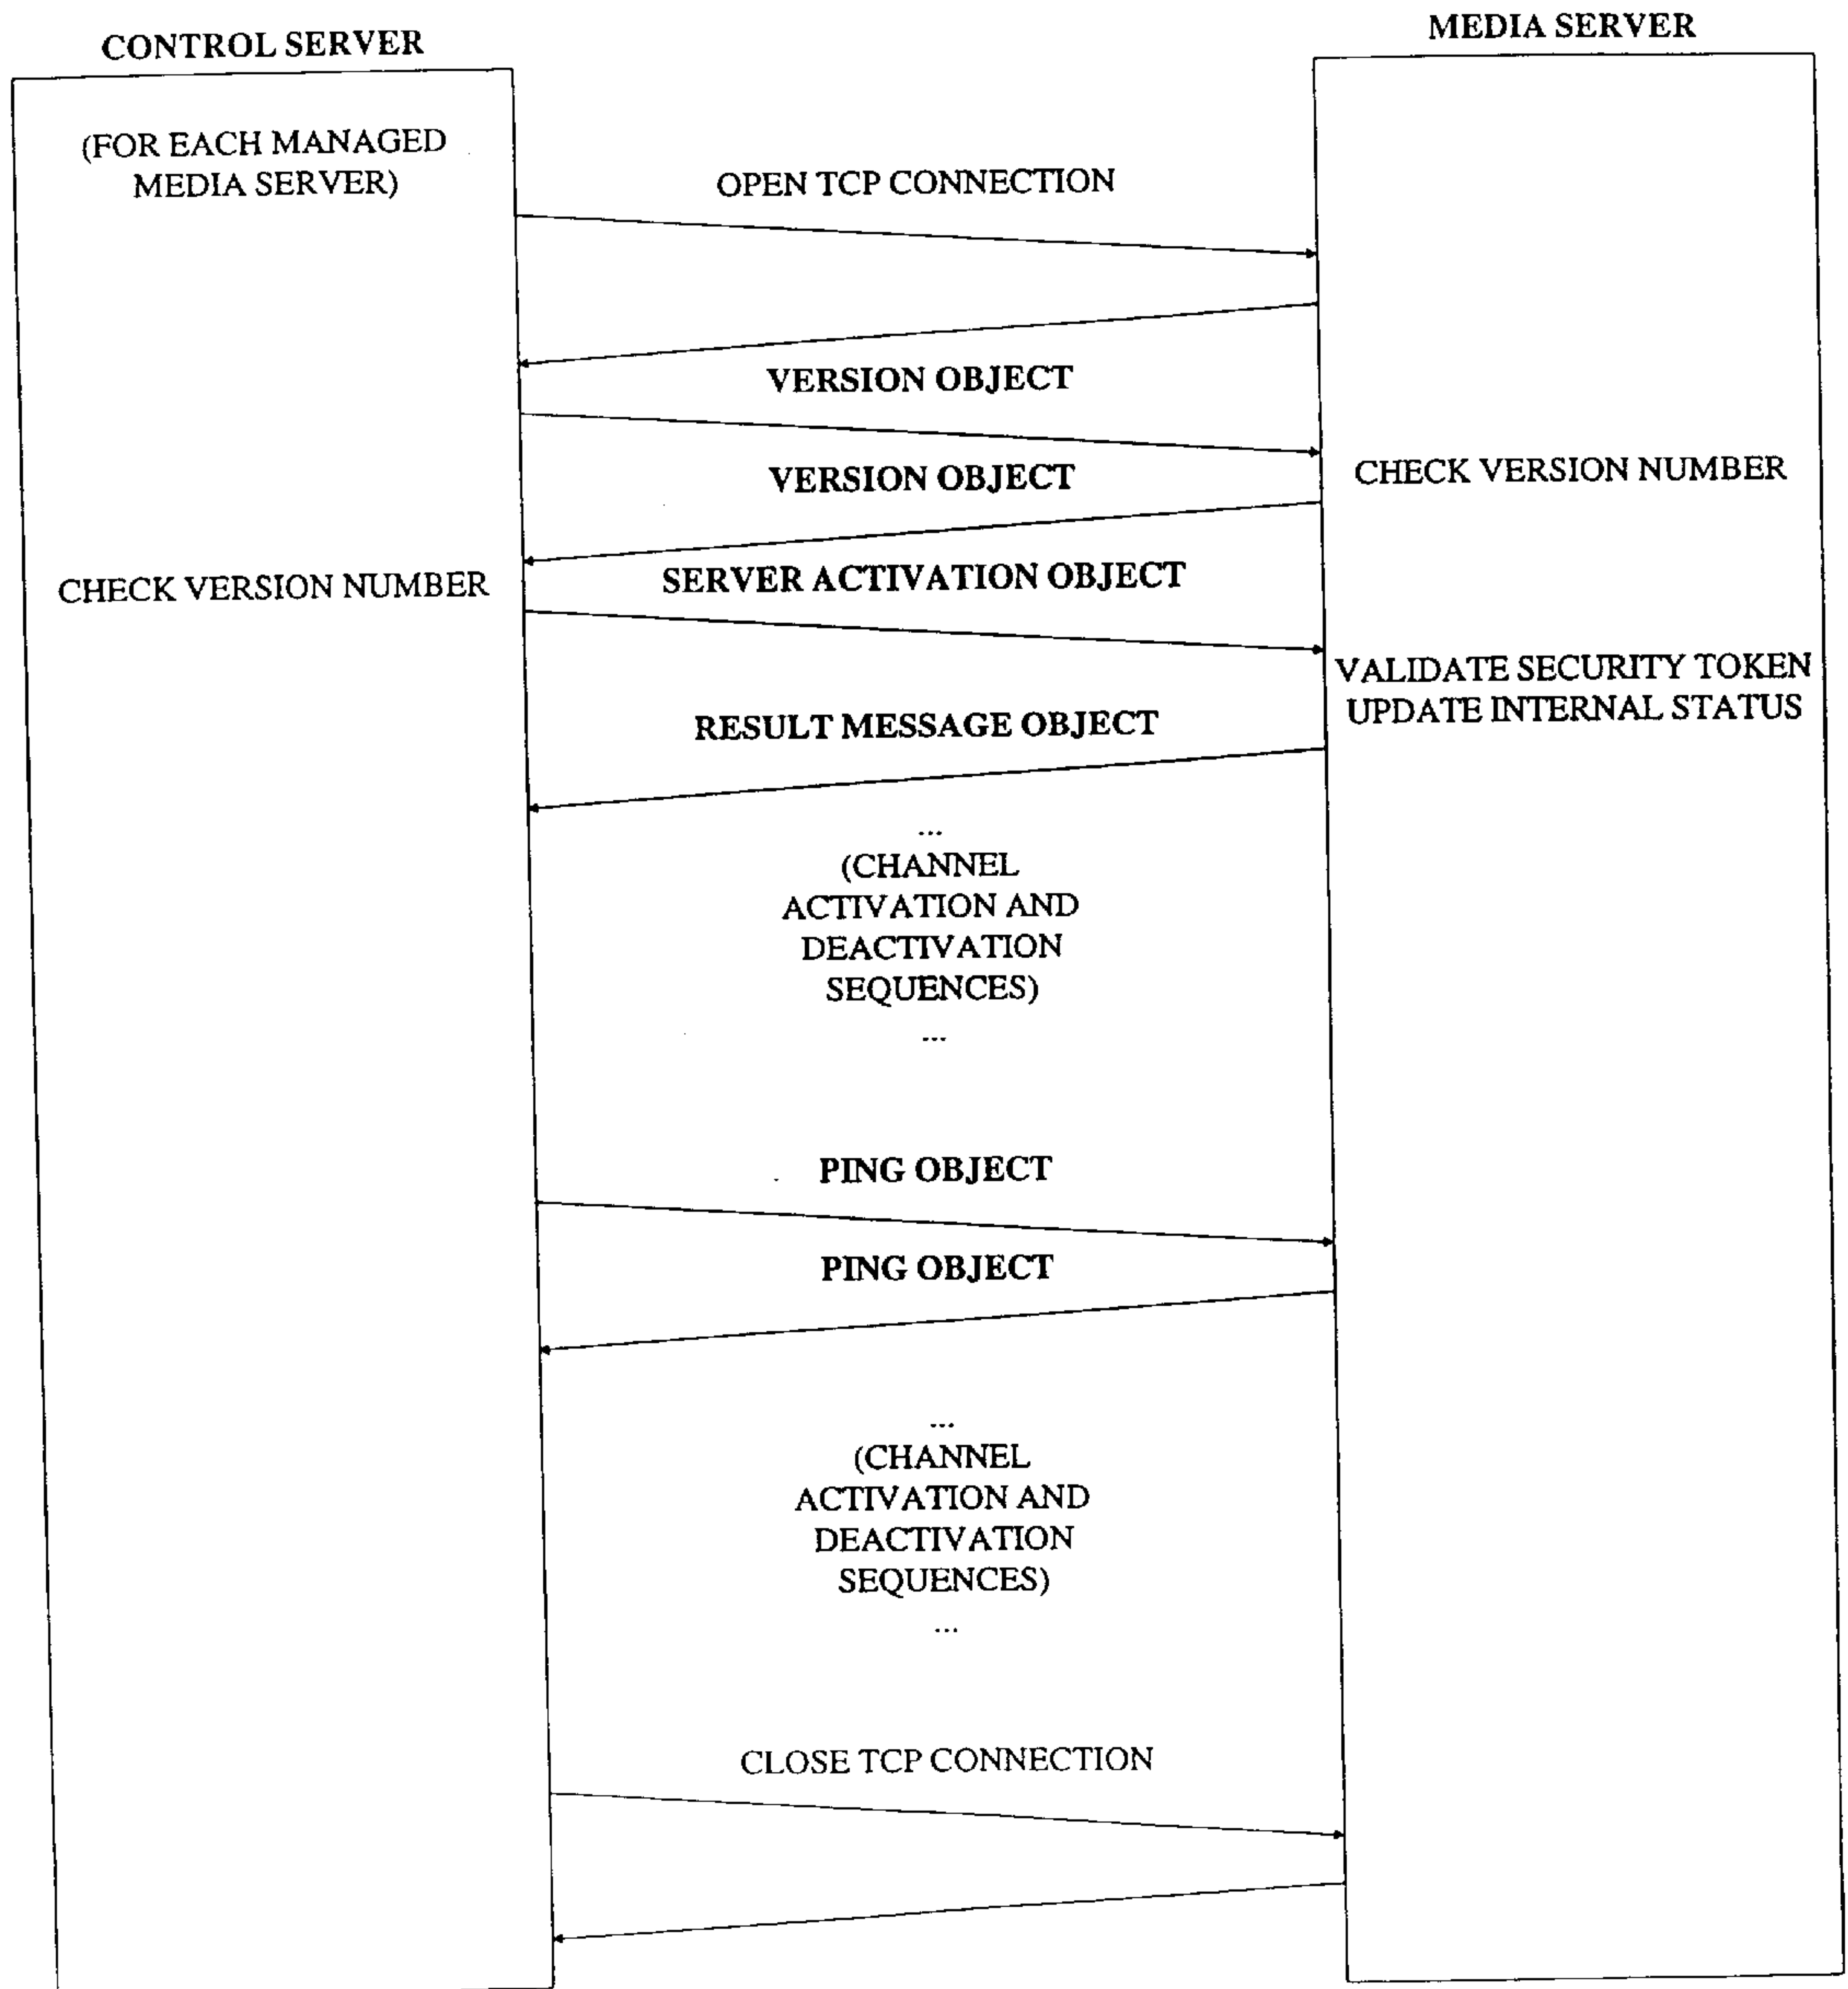 CONTROL SERVER
MEDIA SERVER
(FOR EACH MANAGED
MEDIA SERVER)
OPEN TCP CONNECTION
VERSION OBJECT
VERSION OBJECT
CHECK VERSION NUMBER
CHECK VERSION NUMBER
SERVER ACTIVATION OBJECT
VALIDATE SECURITY TOKEN
UPDATE INTERNAL STATUS
RESULT MESSAGE OBJECT
...
(CHANNEL
ACTIVATION AND
DEACTIVATION
SEQUENCES)
...
PING OBJECT
PING OBJECT
...
(CHANNEL
ACTIVATION AND
DEACTIVATION
SEQUENCES)
...
CLOSE TCP CONNECTION